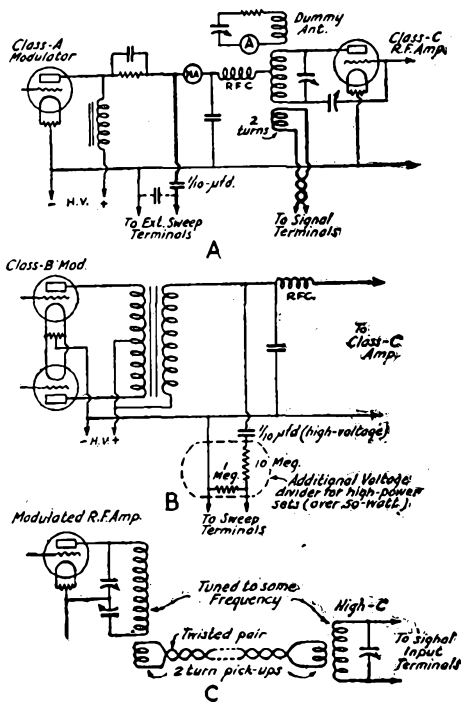 Dummy
Ant.
Class-A
Modulator
Class-C
R.F. Amp.
A
MA
R F C
2
turns
1/10-µfd.
- H.V. +
To Ext. Sweep
Terminals
To Signal
Terminals
A
Class-B Mod.
R.F.C.
To
Class-C
Amp.
- H.V. +
1/10 µfd (high-voltage)
1
Meg.
10 Meg.
Additional Voltage
divider for high-power
sets (over 50-watt).
B
To Sweep
Terminals
Modulated R.F. Amp.
Tuned to same
Frequency
High-C
Twisted pair
To signal
Input
Terminals
2 turn pick-ups
C